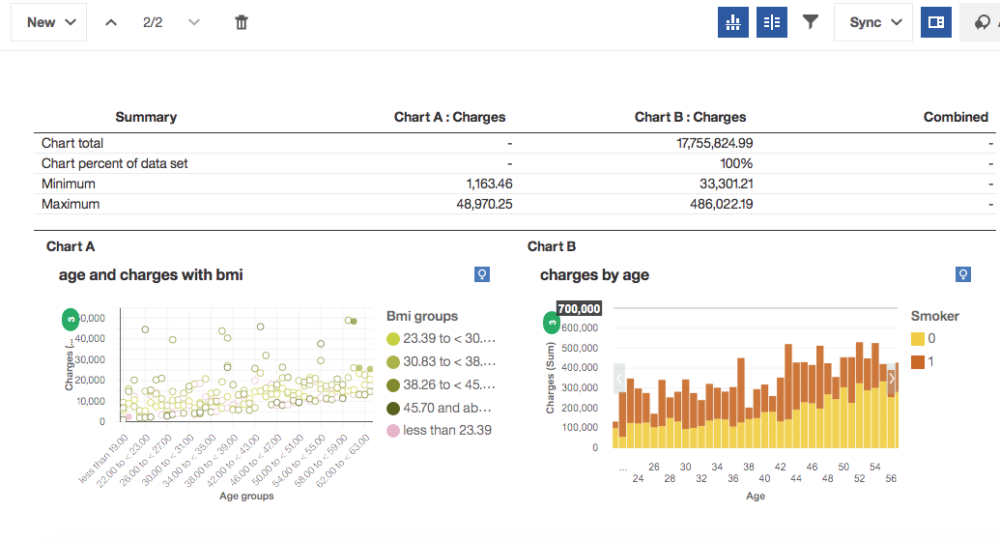 New 2/2 Sync
Summary Chart A : Charges Chart B : Charges Combined
Chart total - 17,755,824.99 -
Chart percent of data set - 100% -
Minimum 1,163.46 33,301.21 -
Maximum 48,970.25 486,022.19 -
Chart A
age and charges with bmi
3
0,000
40,000
30,000
20,000
10,000
0
Charges (...
less than 19.00
22.00 to < 23.00
26.00 to < 27.00
30.00 to < 31.00
34.00 to < 35.00
38.00 to < 39.00
42.00 to < 43.00
46.00 to < 47.00
50.00 to < 51.00
54.00 to < 55.00
58.00 to < 59.00
62.00 to < 63.00
Age groups
Bmi groups
23.39 to < 30....
30.83 to < 38....
38.26 to < 45....
45.70 and ab...
less than 23.39
Chart B
charges by age
3
700,000
600,000
500,000
400,000
300,000
200,000
100,000
0
Charges (Sum)
... 26 30 34 38 42 46 50 54
24 28 32 36 40 44 48 52 56
Age
Smoker
0
1